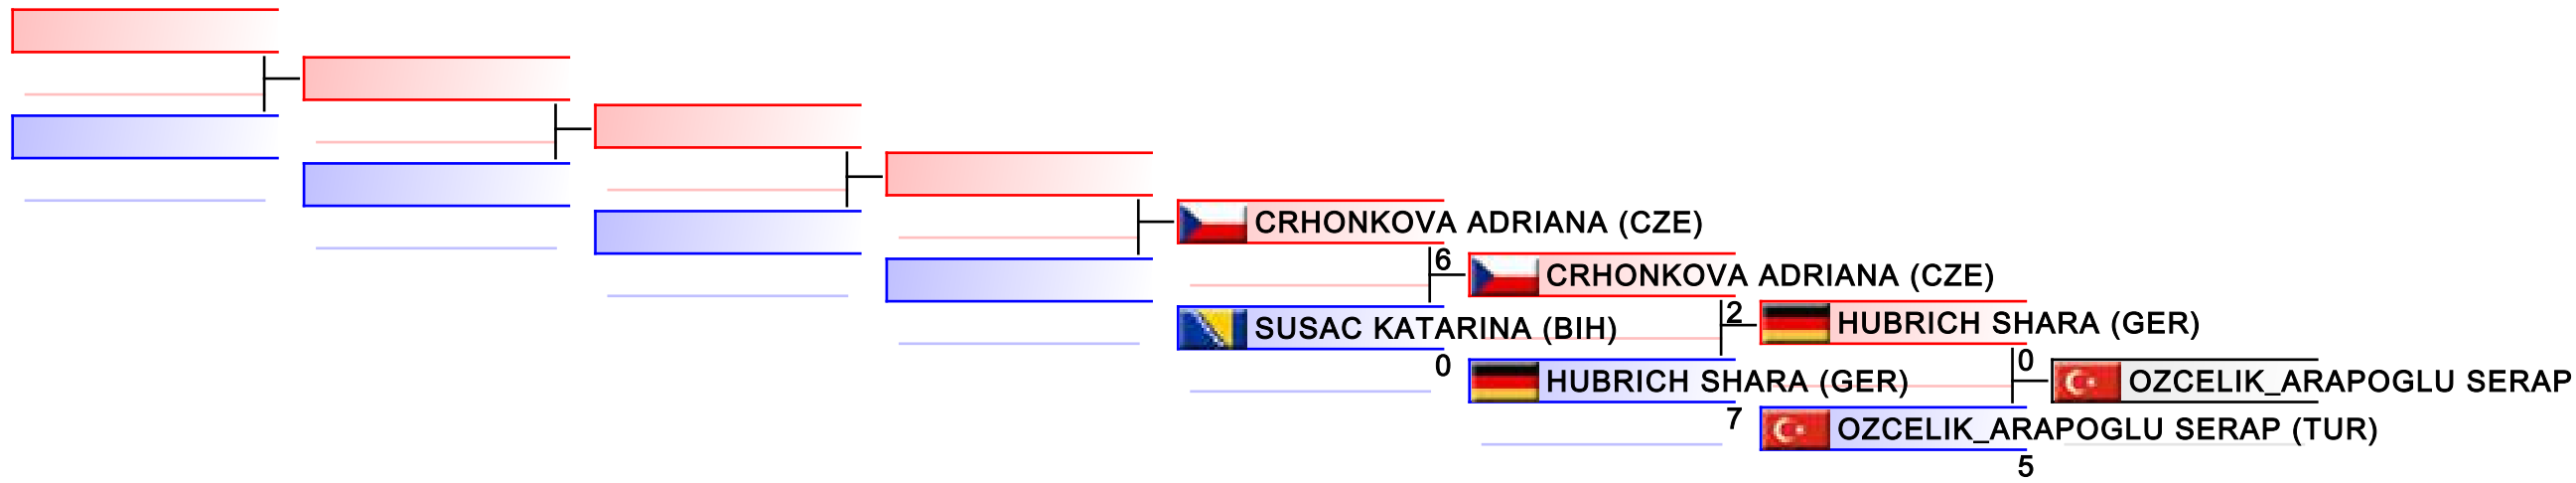 CRHONKOVA ADRIANA (CZE)
6
CRHONKOVA ADRIANA (CZE)
SUSAC KATARINA (BIH)
0
2
HUBRICH SHARA (GER)
HUBRICH SHARA (GER)
7
0
OZCELIK_ARAPOGLU SERAP
OZCELIK_ARAPOGLU SERAP (TUR)
5